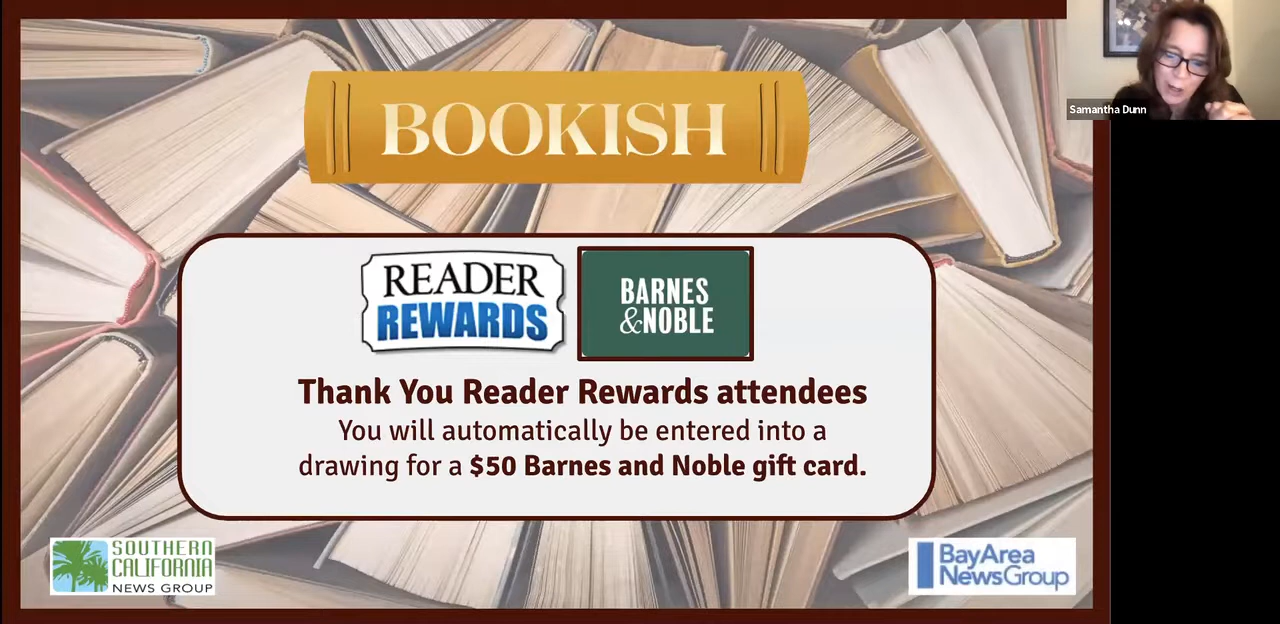 Samantha Dunn
BOOKISH
READER
REWARDS
BARNES
&NOBLE
Thank You Reader Rewards attendees
You will automatically be entered into a
drawing for a $50 Barnes and Noble gift card.
SOUTHERN
CALIFORNIA
NEWS GROUP
BayArea
NewsGroup